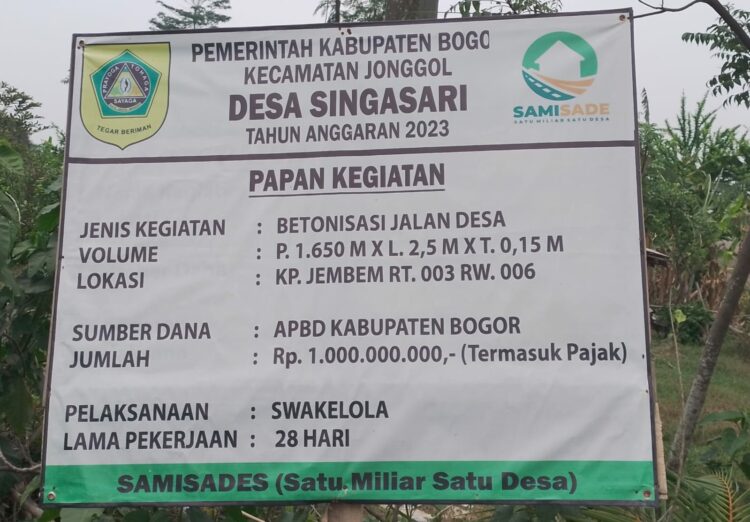 PEMERINTAH KABUPATEN BOGO
KECAMATAN JONGGOL
DESA SINGASARI
TAHUN ANGGARAN 2023
PRAYOGA TOHAGA
SAYAGA
TEGAR BERIMAN
SAMISADE
SATU MILIAR SATU DESA
PAPAN KEGIATAN
JENIS KEGIATAN : BETONISASI JALAN DESA
VOLUME : P. 1.650 M X L. 2,5 M X T. 0,15 M
LOKASI : KP. JEMBEM RT. 003 RW. 006
SUMBER DANA : APBD KABUPATEN BOGOR
JUMLAH : Rp. 1.000.000.000,- (Termasuk Pajak)
PELAKSANAAN : SWAKELOLA
LAMA PEKERJAAN : 28 HARI
SAMISADES (Satu Miliar Satu Desa)